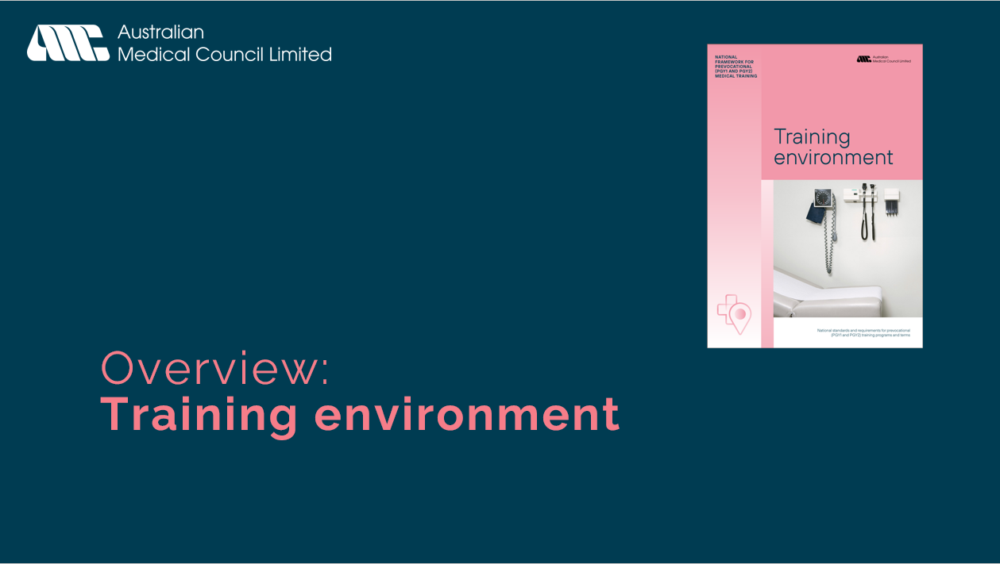 Australian
Medical Council Limited
NATIONAL
FRAMEWORK FOR
PREVOCATIONAL
(PGY1 AND PGY2)
MEDICAL TRAINING
Australian
Medical Council Limited
Training
environment
National standards and requirements for prevocational
(PGY1 and PGY2) training programs and terms
Overview:
Training environment